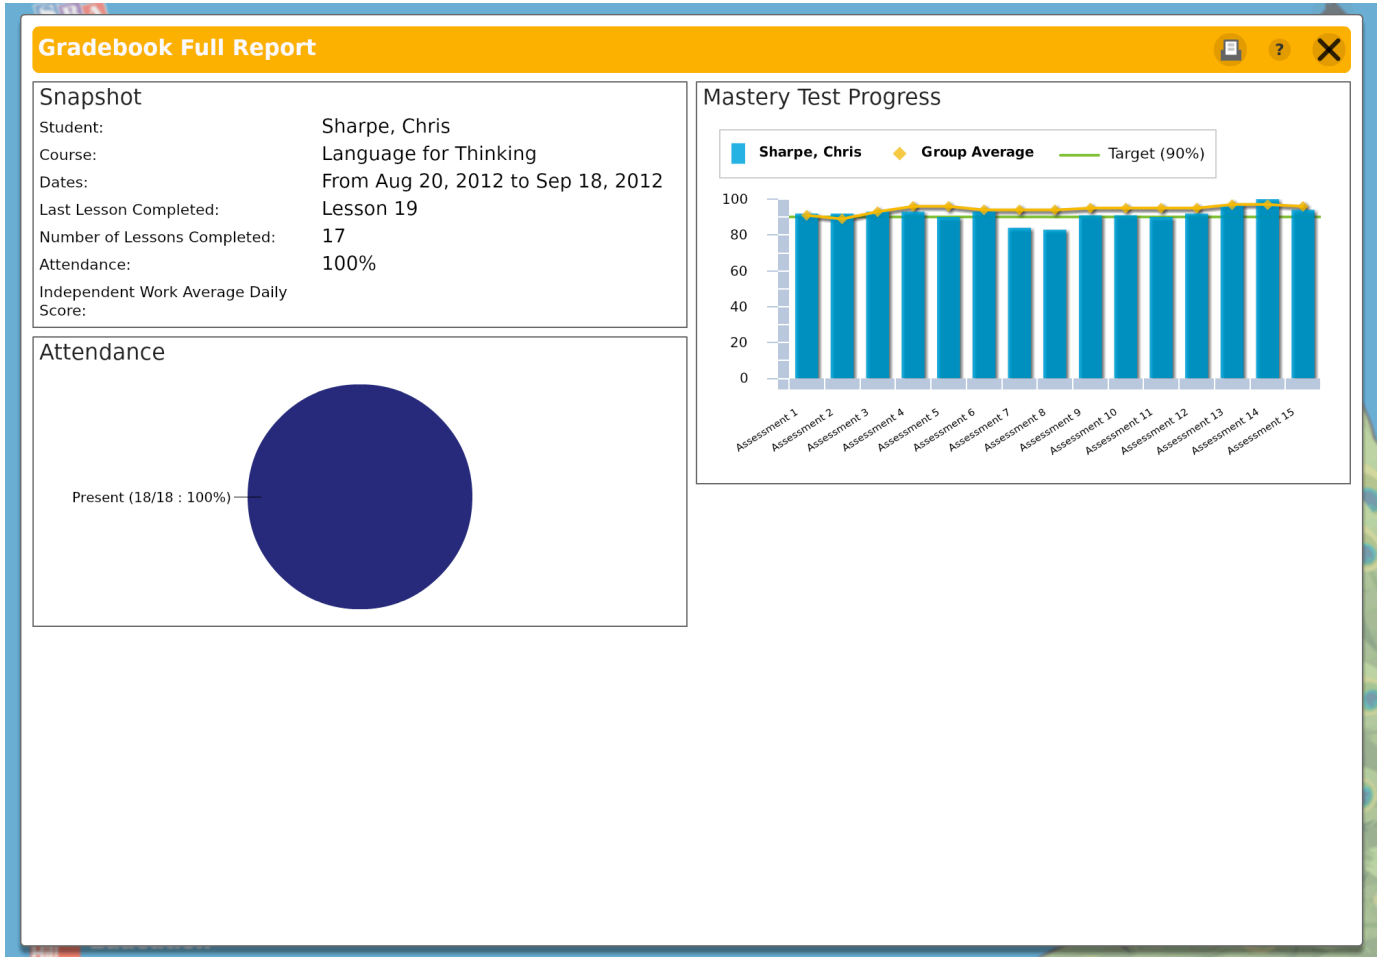 Gradebook Full Report
?
Snapshot
Student: Sharpe, Chris
Course: Language for Thinking
Dates: From Aug 20, 2012 to Sep 18, 2012
Last Lesson Completed: Lesson 19
Number of Lessons Completed: 17
Attendance: 100%
Independent Work Average Daily
Score:
Attendance
Present (18/18 : 100%)
Mastery Test Progress
Sharpe, Chris Group Average Target (90%)
100
80
60
40
20
0
Assessment 1
Assessment 2
Assessment 3
Assessment 4
Assessment 5
Assessment 6
Assessment 7
Assessment 8
Assessment 9
Assessment 10
Assessment 11
Assessment 12
Assessment 13
Assessment 14
Assessment 15